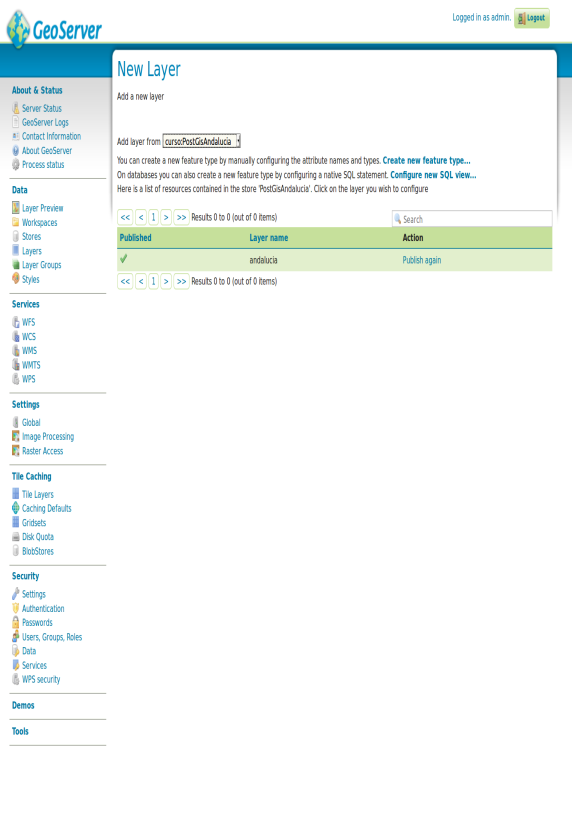 GeoServer
Logged in as admin.
Logout
About & Status
Server Status
GeoServer Logs
Contact Information
About GeoServer
Process status
Data
Layer Preview
Workspaces
Stores
Layers
Layer Groups
Styles
Services
WFS
WCS
WMS
WMTS
WPS
Settings
Global
Image Processing
Raster Access
Tile Caching
Tile Layers
Caching Defaults
Gridsets
Disk Quota
BlobStores
Security
Settings
Authentication
Passwords
Users, Groups, Roles
Data
Services
WPS security
Demos
Tools
New Layer
Add a new layer
Add layer from curso:PostGisAndalucia
You can create a new feature type by manually configuring the attribute names and types. Create new feature type...
On databases you can also create a new feature type by configuring a native SQL statement. Configure new SQL view...
Here is a list of resources contained in the store 'PostGisAndalucia'. Click on the layer you wish to configure
<< < 1 > >> Results 0 to 0 (out of 0 items) Search
Published Layer name Action
andalucia Publish again
<< < 1 > >> Results 0 to 0 (out of 0 items)